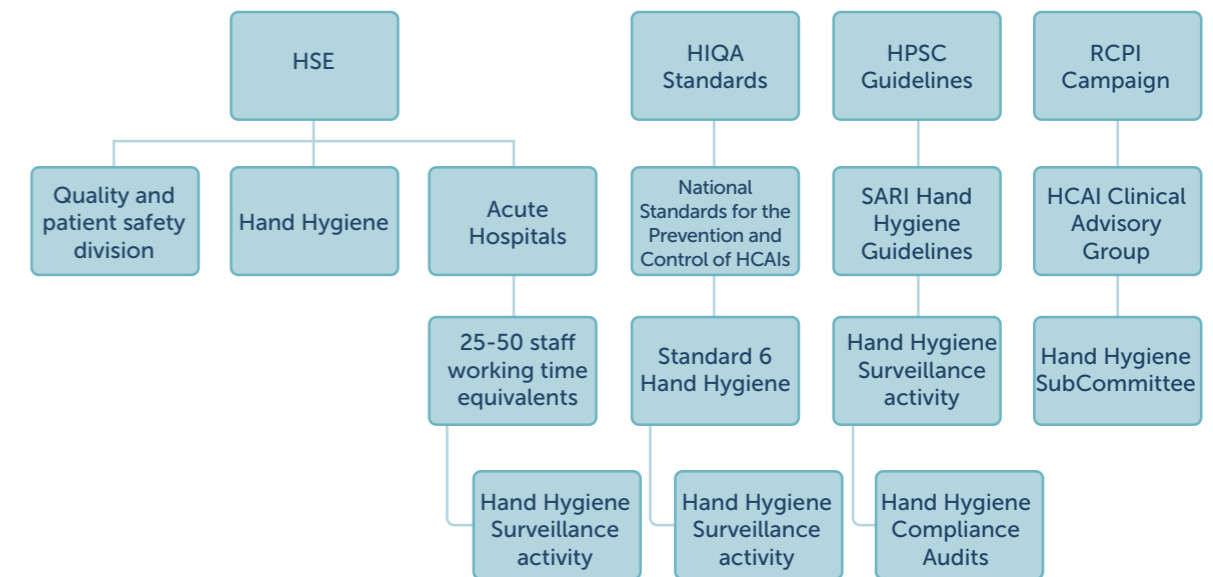 HSE
HIQA
Standards
HPSC
Guidelines
RCPI
Campaign
Quality and
patient safety
division
Hand Hygiene
Acute
Hospitals
National
Standards for the
Prevention and
Control of HCAIs
SARI Hand
Hygiene
Guidelines
HCAI Clinical
Advisory
Group
25-50 staff
working time
equivalents
Standard 6
Hand Hygiene
Hand Hygiene
Surveillance
activity
Hand Hygiene
SubCommittee
Hand Hygiene
Surveillance
activity
Hand Hygiene
Surveillance
activity
Hand Hygiene
Compliance
Audits